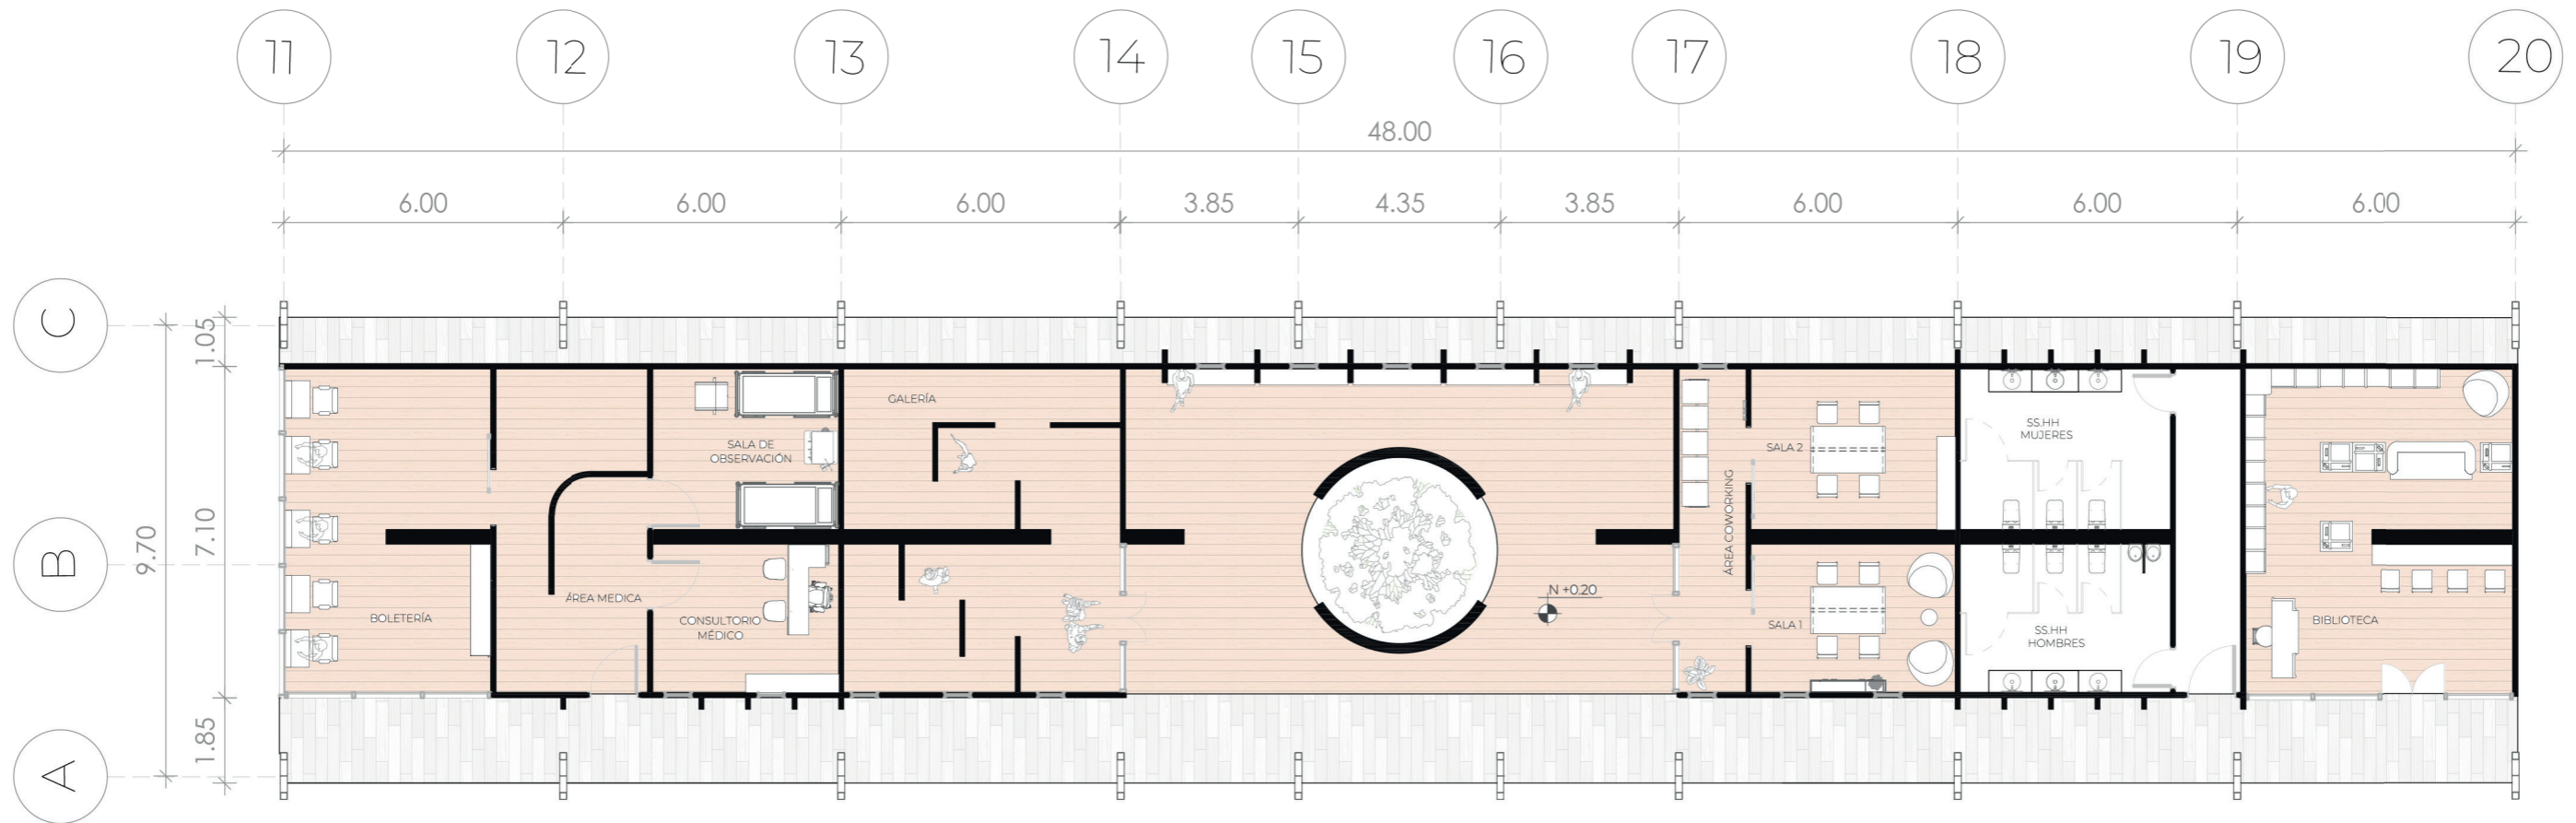 11 12 13 14 15 16 17 18 19 20
48.00
6.00 6.00 6.00 3.85 4.35 3.85 6.00 6.00 6.00
C
1.05
B
7.10
9.70
A
1.85
GALERÍA
SALA DE
OBSERVACIÓN
ÁREA MEDICA
BOLETERÍA
CONSULTORIO
MÉDICO
N +0.20
ÁREA COWORKING
SALA 2
SALA 1
SS.HH
MUJERES
SS.HH
HOMBRES
BIBLIOTECA